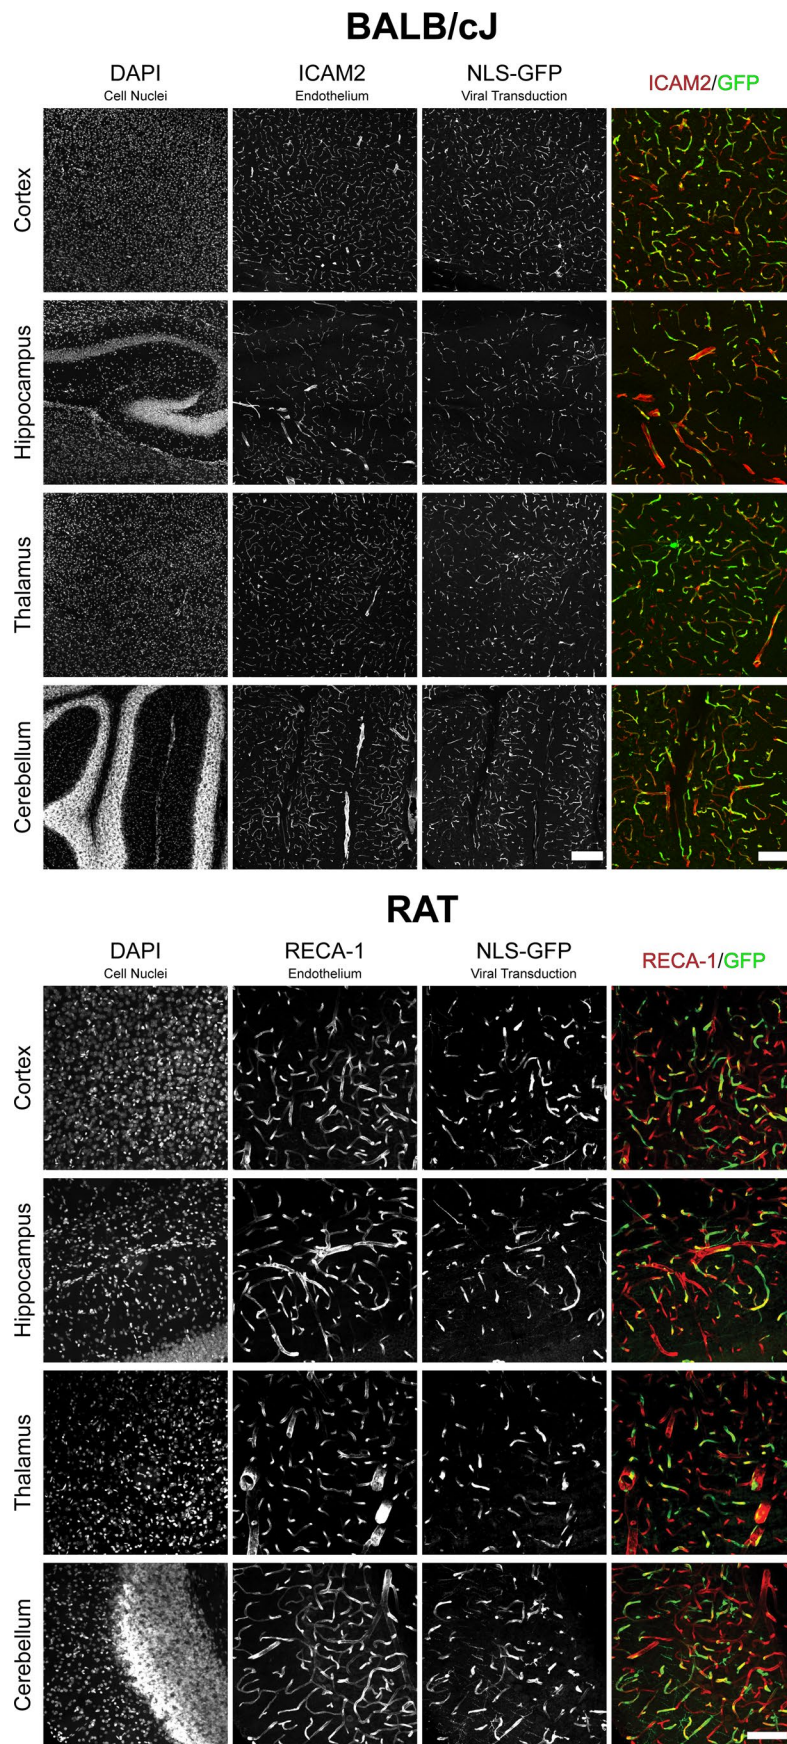 BALB/cJ
DAPI
Cell Nuclei
ICAM2
Endothelium
NLS-GFP
Viral Transduction
ICAM2/GFP
Cortex
Hippocampus
Thalamus
Cerebellum
RAT
DAPI
Cell Nuclei
RECA-1
Endothelium
NLS-GFP
Viral Transduction
RECA-1/GFP
Cortex
Hippocampus
Thalamus
Cerebellum